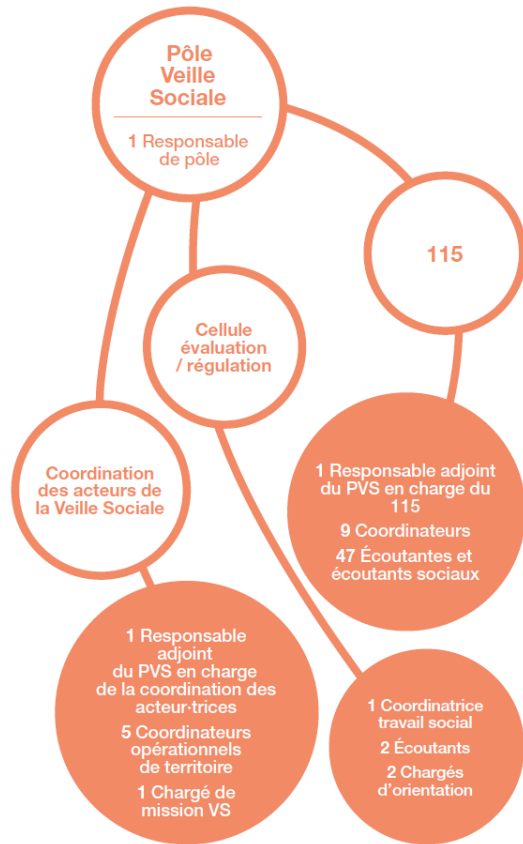 Pôle
Veille
Sociale
1 Responsable
de pôle
115
Cellule
évaluation
/ régulation
Coordination
des acteurs de
la Veille Sociale
1 Responsable adjoint
du PVS en charge du
115
9 Coordinateurs
47 Écoutantes et
écoutants sociaux
1 Responsable
adjoint
du PVS en charge
de la coordination des
acteur·trices
5 Coordinateurs
opérationnels
de territoire
1 Chargé de
mission VS
1 Coordinatrice
travail social
2 Écoutants
2 Chargés
d'orientation